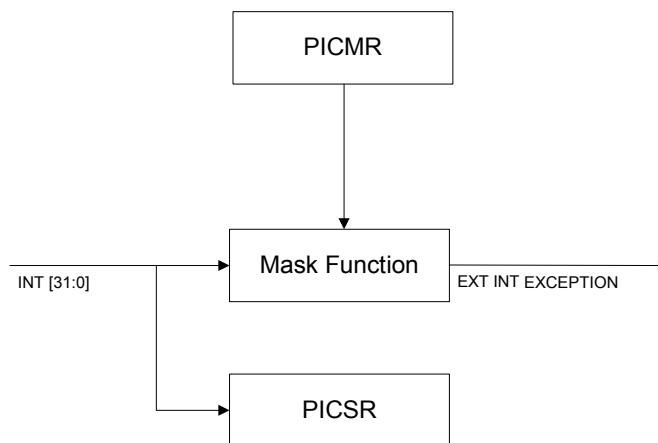 PICMR
Mask Function
INT [31:0]
EXT INT EXCEPTION
PICSR